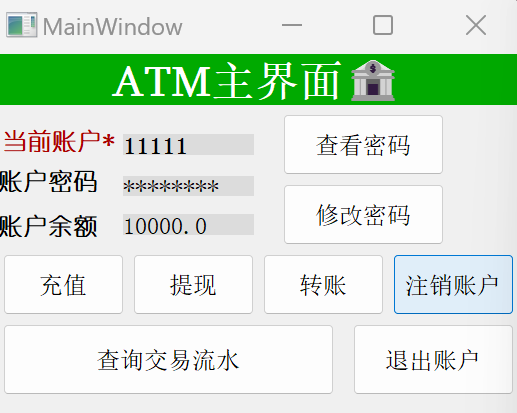 MainWindow
ATM主界面
当前账户* 11111 查看密码
账户密码 ********
修改密码
账户余额 10000.0
充值 提现 转账 注销账户
查询交易流水 退出账户